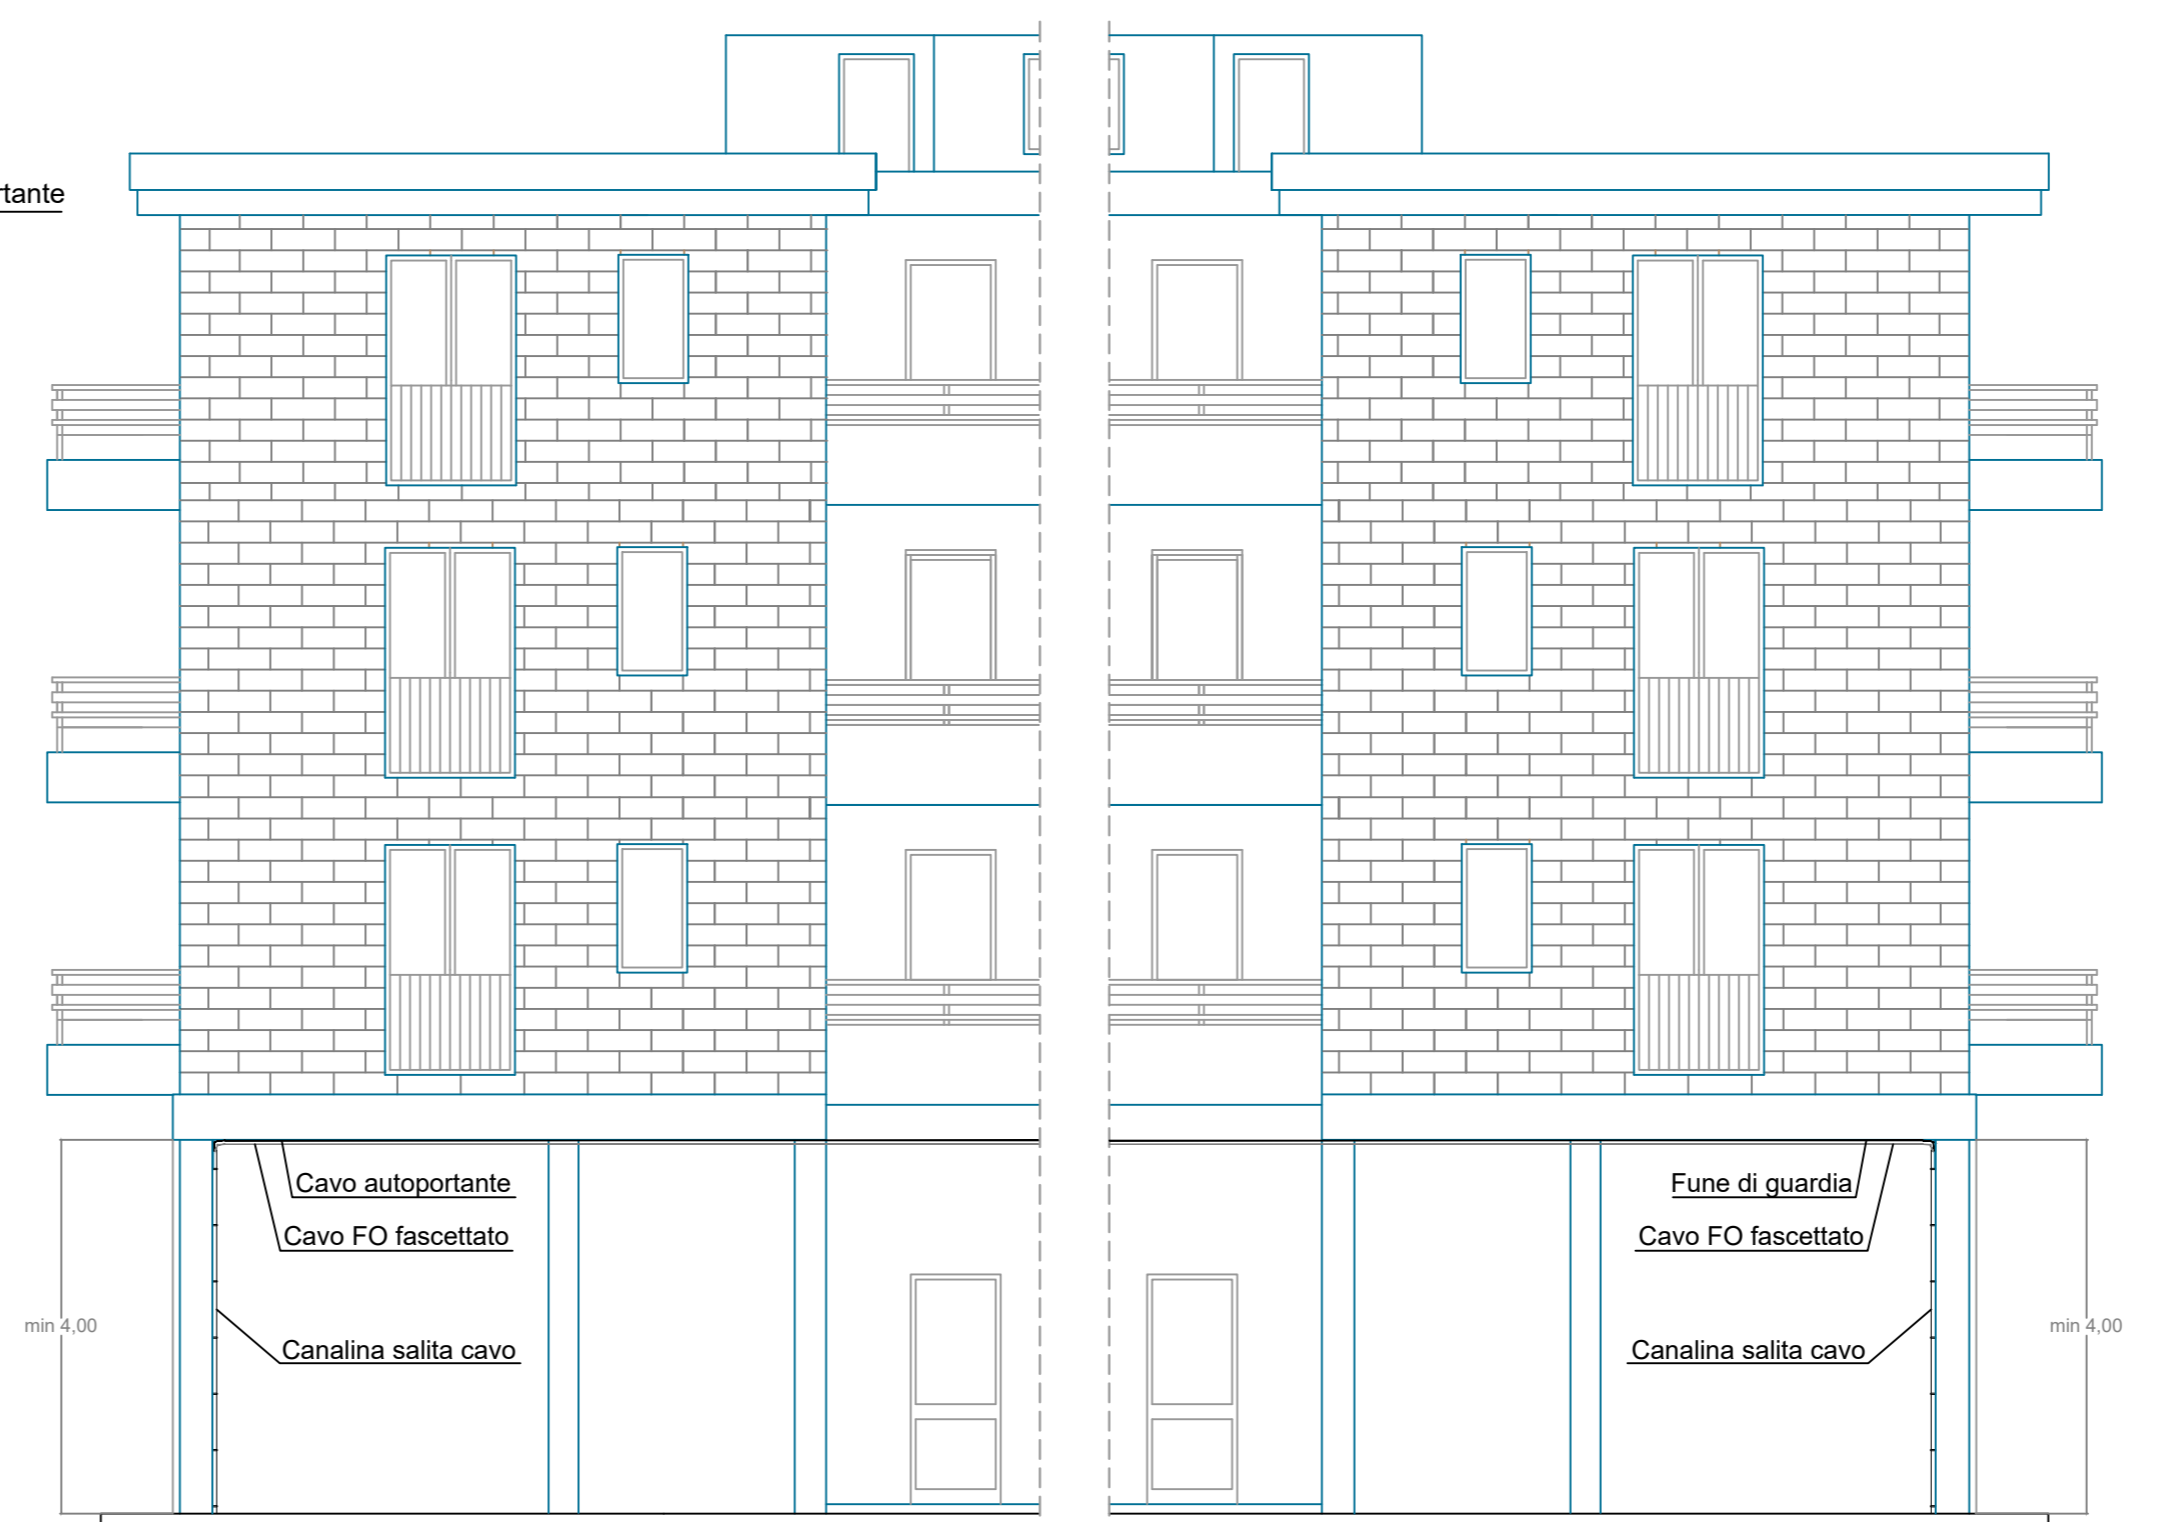 rtante
Cavo autoportante
Cavo FO fascettato
min 4,00
Canalina salita cavo
Fune di guardia
Cavo FO fascettato
min 4,00
Canalina salita cavo